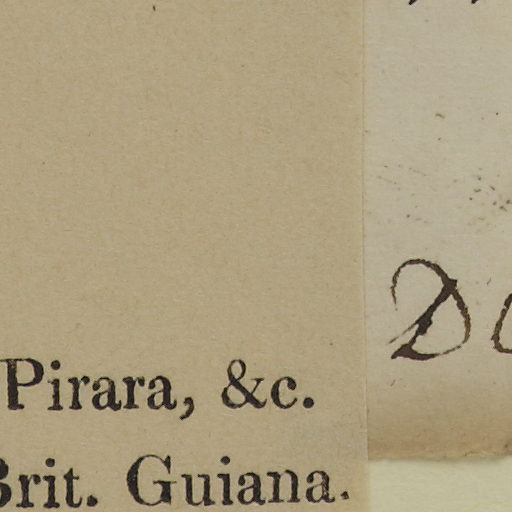 Pirara, &c.
Brit. Guiana.